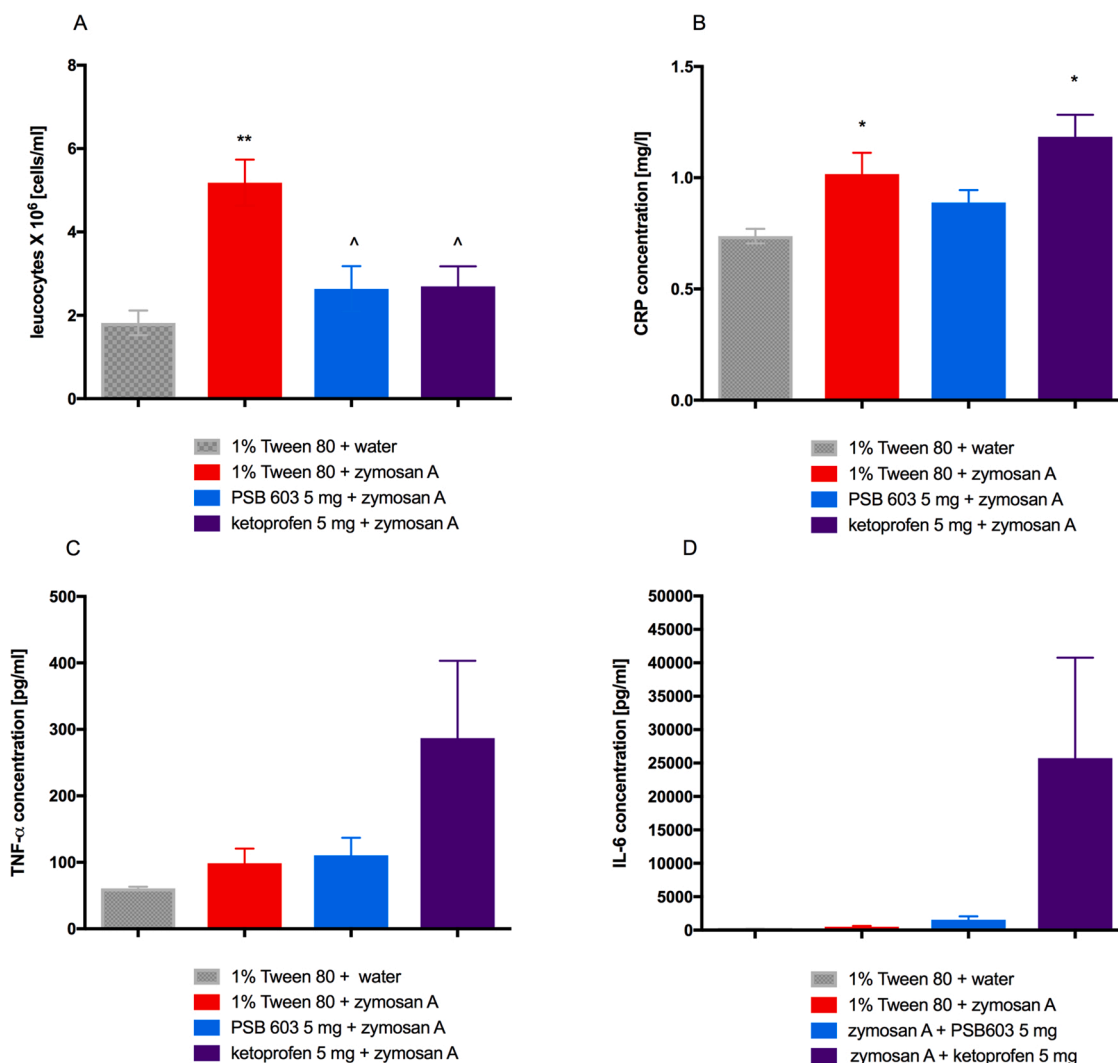 A
leucocytes X 10⁶ [cells/ml]
8
6
4
2
0
**
^
^
1% Tween 80 + water
1% Tween 80 + zymosan A
PSB 603 5 mg + zymosan A
ketoprofen 5 mg + zymosan A
B
CRP concentration [mg/l]
1.5
1.0
0.5
0.0
*
*
1% Tween 80 + water
1% Tween 80 + zymosan A
PSB 603 5 mg + zymosan A
ketoprofen 5 mg + zymosan A
C
TNF-α concentration [pg/ml]
500
400
300
200
100
0
1% Tween 80 + water
1% Tween 80 + zymosan A
PSB 603 5 mg + zymosan A
ketoprofen 5 mg + zymosan A
D
IL-6 concentration [pg/ml]
50000
45000
40000
35000
30000
25000
20000
15000
10000
5000
0
1% Tween 80 + water
1% Tween 80 + zymosan A
zymosan A + PSB603 5 mg
zymosan A + ketoprofen 5 mg